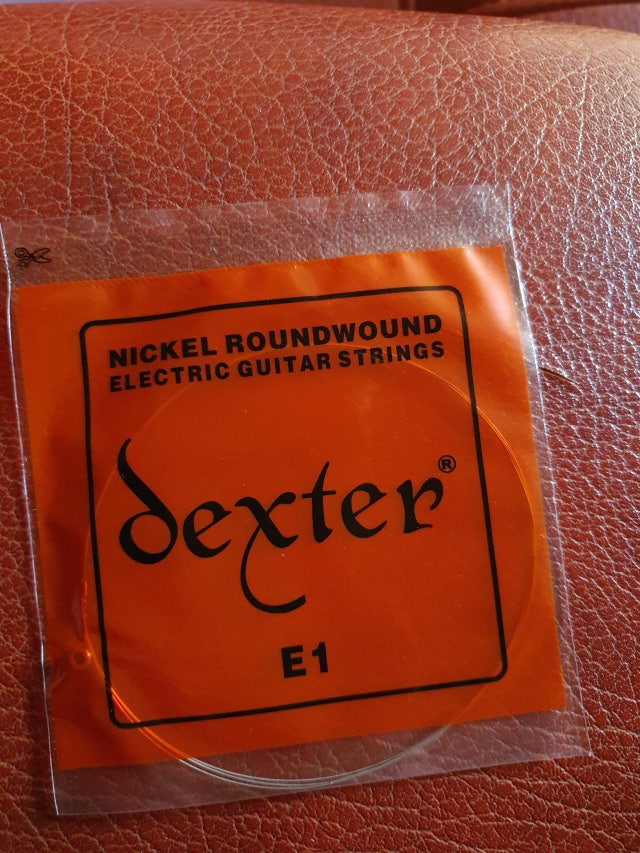 NICKEL ROUNDWOUND
ELECTRIC GUITAR STRINGS
dexter®
E1